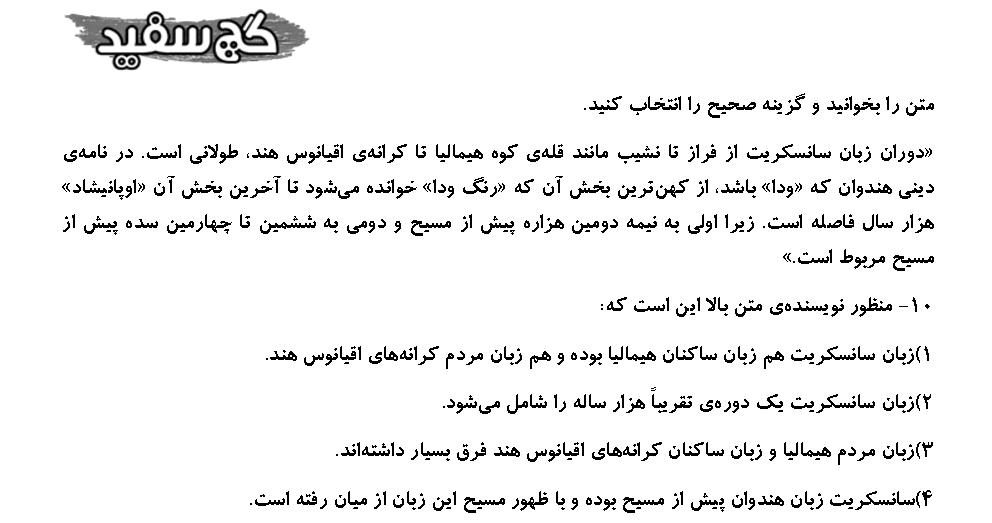 گچ سفید
متن را بخوانید و گزینه صحیح را انتخاب کنید.
«دوران زبان سانسکریت از فراز تا نشیب مانند قله‌ی کوه هیمالیا تا کرانه‌ی اقیانوس هند، طولانی است. در نامه‌ی
دینی هندوان که «ودا» باشد، از کهن‌ترین بخش آن که «رنگ ودا» خوانده می‌شود تا آخرین بخش آن «اوپانیشاد»
هزار سال فاصله است. زیرا اولی به نیمه دومین هزاره پیش از مسیح و دومی به ششمین تا چهارمین سده پیش از
مسیح مربوط است.»
۱۰- منظور نویسنده‌ی متن بالا این است که:
۱)زبان سانسکریت هم زبان ساکنان هیمالیا بوده و هم زبان مردم کرانه‌های اقیانوس هند.
۲)زبان سانسکریت یک دوره‌ی تقریباً هزار ساله را شامل می‌شود.
۳)زبان مردم هیمالیا و زبان ساکنان کرانه‌های اقیانوس هند فرق بسیار داشته‌اند.
۴)سانسکریت زبان هندوان پیش از مسیح بوده و با ظهور مسیح این زبان از میان رفته است.